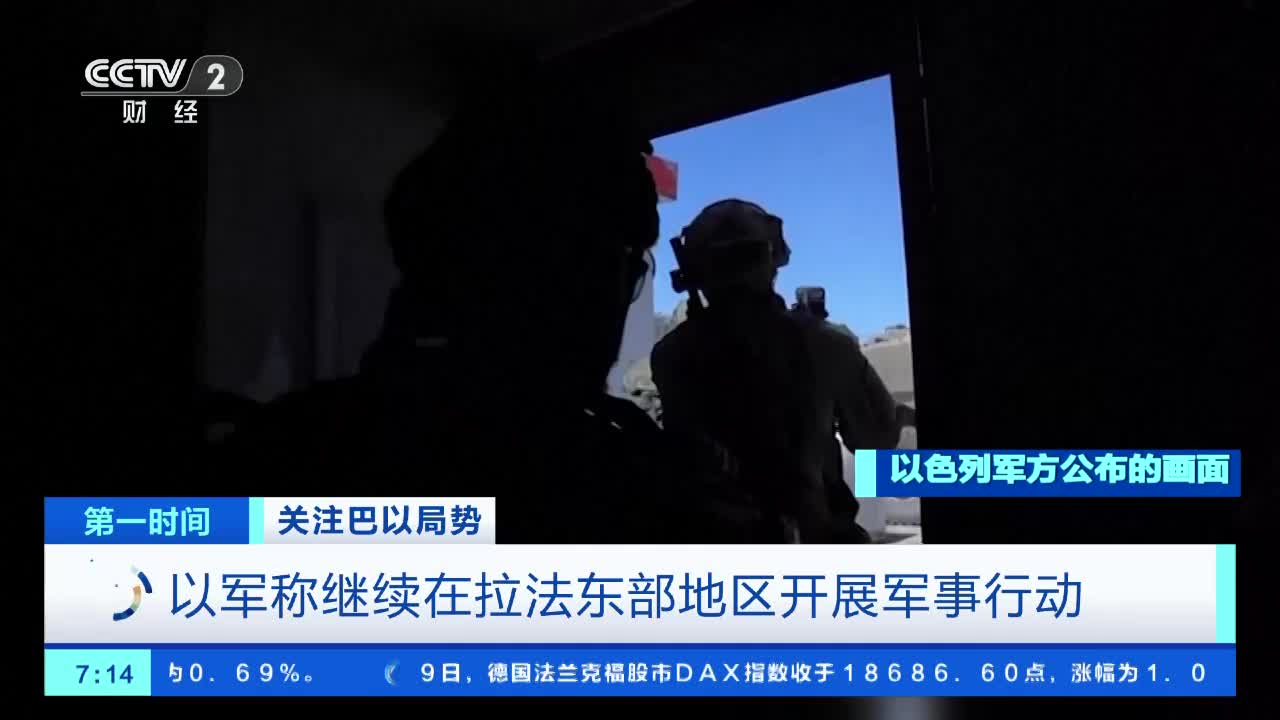 CCTV 2
财 经
以色列军方公布的画面
第一时间
关注巴以局势
以军称继续在拉法东部地区开展军事行动
7:14
0.69%。
9日，德国法兰克福股市DAX指数收于18686.60点，涨幅为1.0